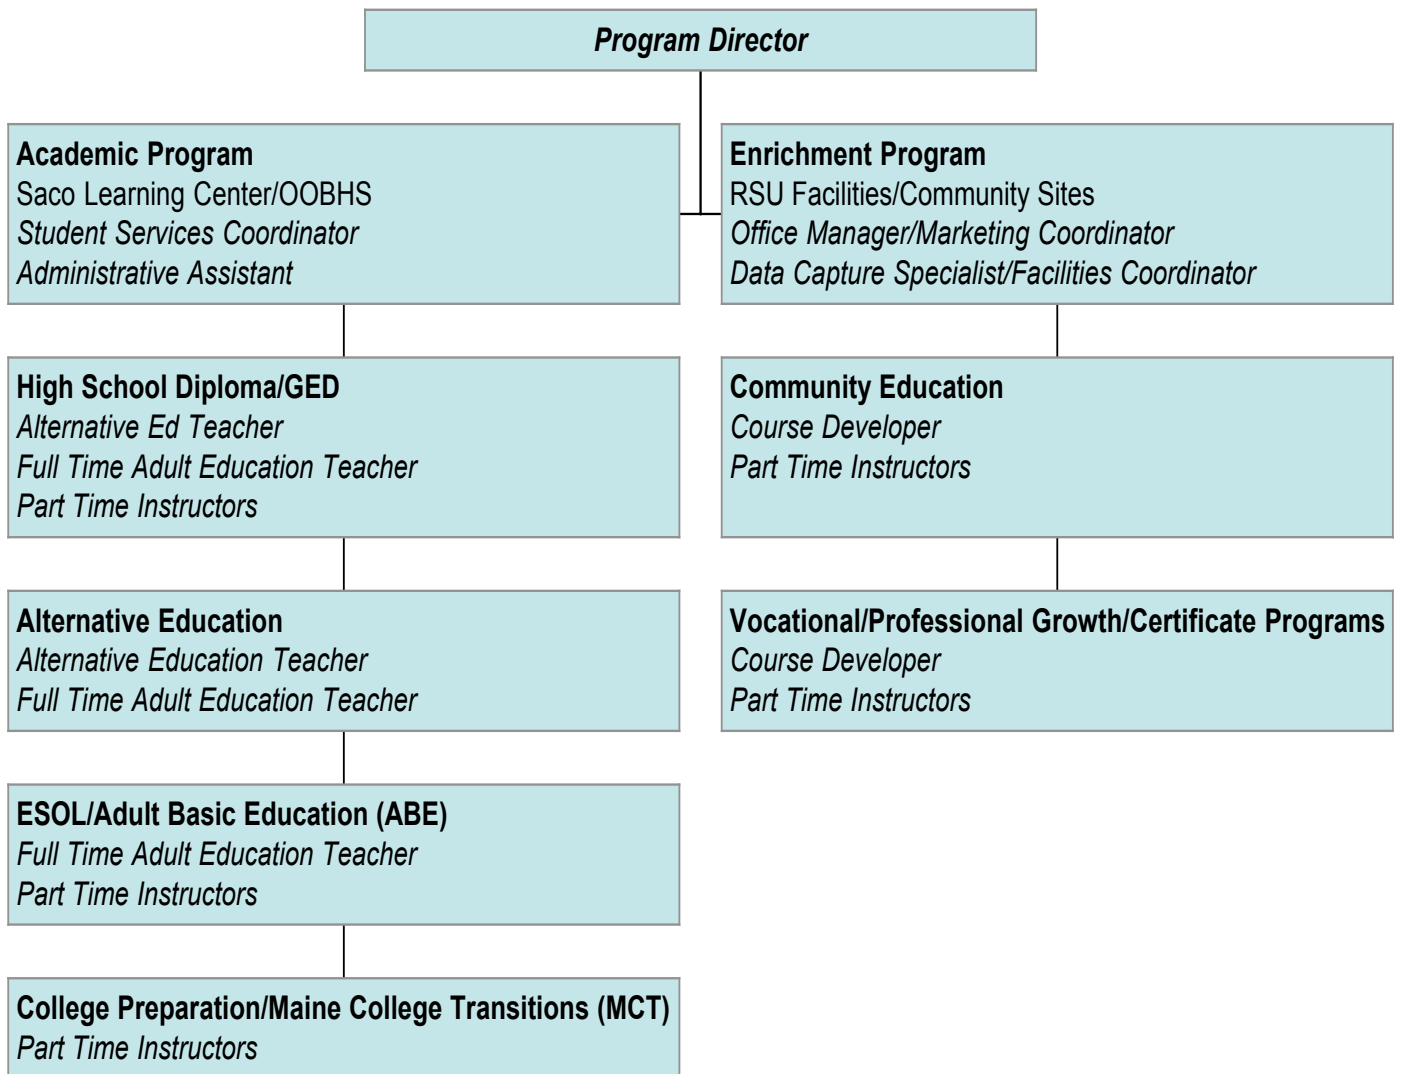 Program Director
Academic Program
Saco Learning Center/OOBHS
Student Services Coordinator
Administrative Assistant
Enrichment Program
RSU Facilities/Community Sites
Office Manager/Marketing Coordinator
Data Capture Specialist/Facilities Coordinator
High School Diploma/GED
Alternative Ed Teacher
Full Time Adult Education Teacher
Part Time Instructors
Community Education
Course Developer
Part Time Instructors
Alternative Education
Alternative Education Teacher
Full Time Adult Education Teacher
Vocational/Professional Growth/Certificate Programs
Course Developer
Part Time Instructors
ESOL/Adult Basic Education (ABE)
Full Time Adult Education Teacher
Part Time Instructors
College Preparation/Maine College Transitions (MCT)
Part Time Instructors